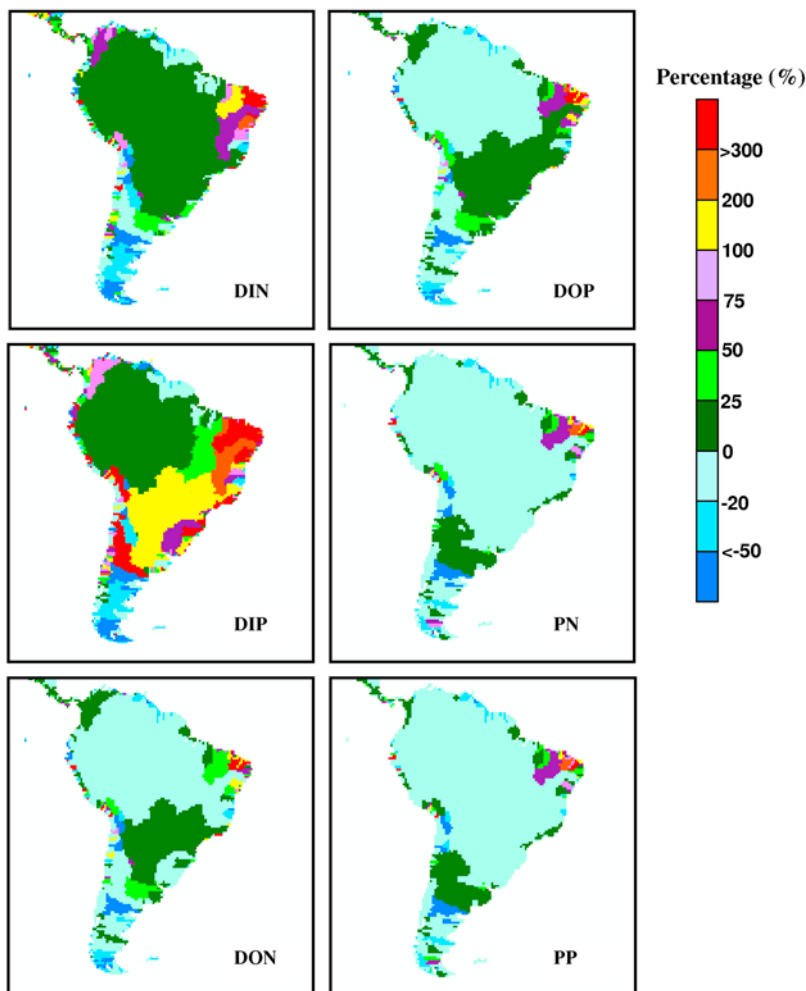 Percentage (%)
>300
200
100
75
50
25
0
-20
<-50
DIN
DOP
DIP
PN
DON
PP